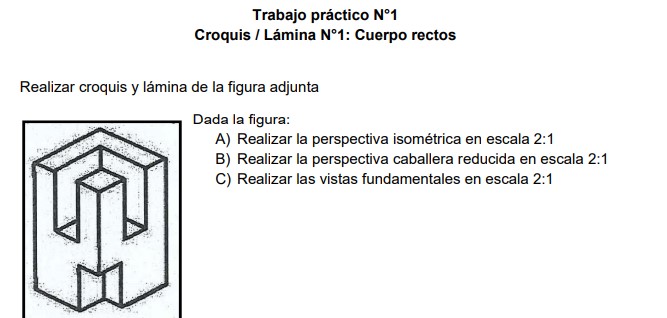 Trabajo práctico N°1
Croquis / Lámina N°1: Cuerpo rectos
Realizar croquis y lámina de la figura adjunta
Dada la figura:
A) Realizar la perspectiva isométrica en escala 2:1
B) Realizar la perspectiva caballera reducida en escala 2:1
C) Realizar las vistas fundamentales en escala 2:1